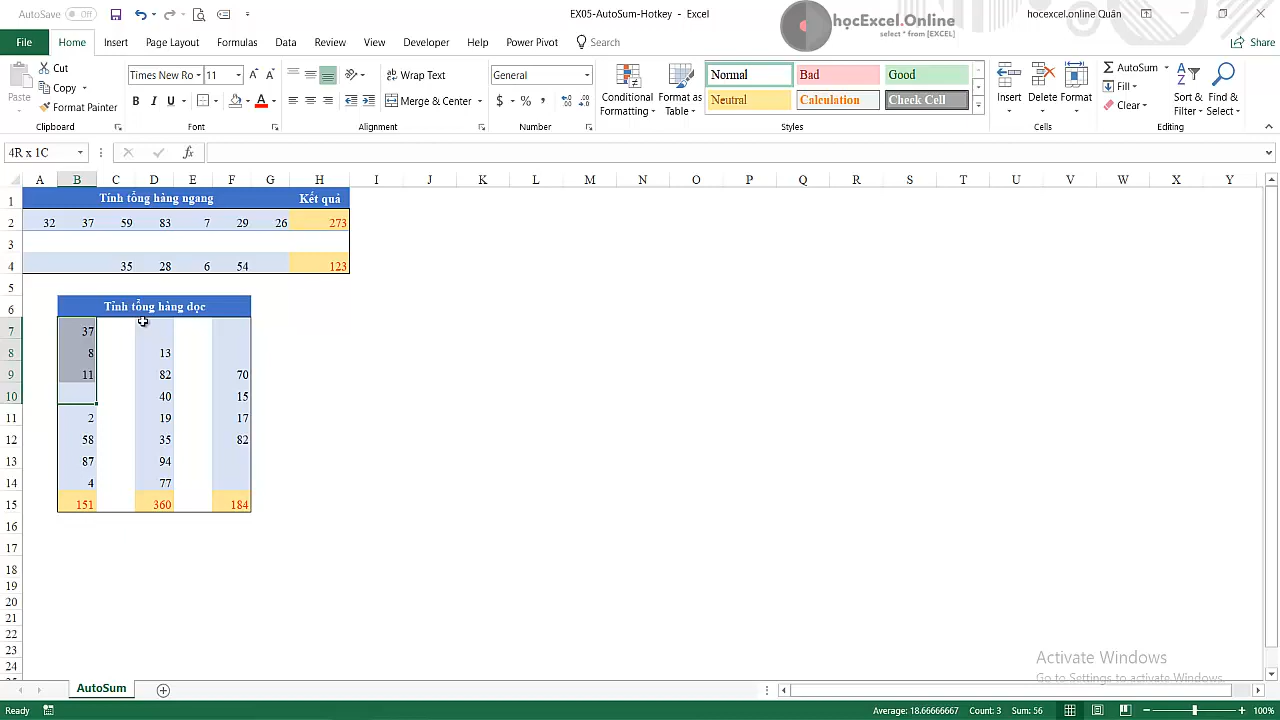 AutoSave Off
EX05-AutoSum-Hotkey - Excel
hocexcel.online Quân
họcExcel.Online
select * from [EXCEL]
File Home Insert Page Layout Formulas Data Review View Developer Help Power Pivot Search Share
Paste
Cut
Copy
Format Painter
Clipboard
Times New Ro 11
B I U
Font
Wrap Text
Merge & Center
Alignment
General
$ % ,
Number
Conditional Formatting
Format as Table
Normal Bad Good
Neutral Calculation Check Cell
Styles
Insert Delete Format
Cells
AutoSum
Fill
Clear
Sort & Filter
Find & Select
Editing
4R x 1C
fx
A B C D E F G H I J K L M N O P Q R S T U V W X Y
1 Tính tổng hàng ngang Kết quả
2 32 37 59 83 7 29 26 273
3
4 35 28 6 54 123
5
6 Tính tổng hàng dọc
7 37
8 8 13
9 11 82 70
10 40 15
11 2 19 17
12 58 35 82
13 87 94
14 4 77
15 151 360 184
16
17
18
19
20
21
22
23
24
Activate Windows
Go to Settings to activate Windows.
AutoSum
Ready
Average: 18.66666667 Count: 3 Sum: 56
100%